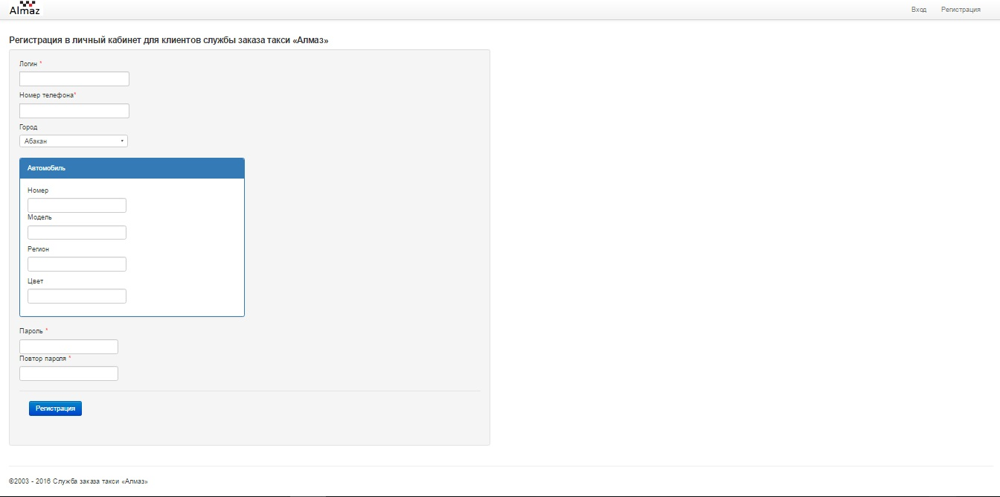 Almaz
Вход Регистрация
Регистрация в личный кабинет для клиентов службы заказа такси «Алмаз»
Логин *
Номер телефона*
Город
Абакан
Автомобиль
Номер
Модель
Регион
Цвет
Пароль *
Повтор пароля *
Регистрация
©2003 - 2016 Служба заказа такси «Алмаз»